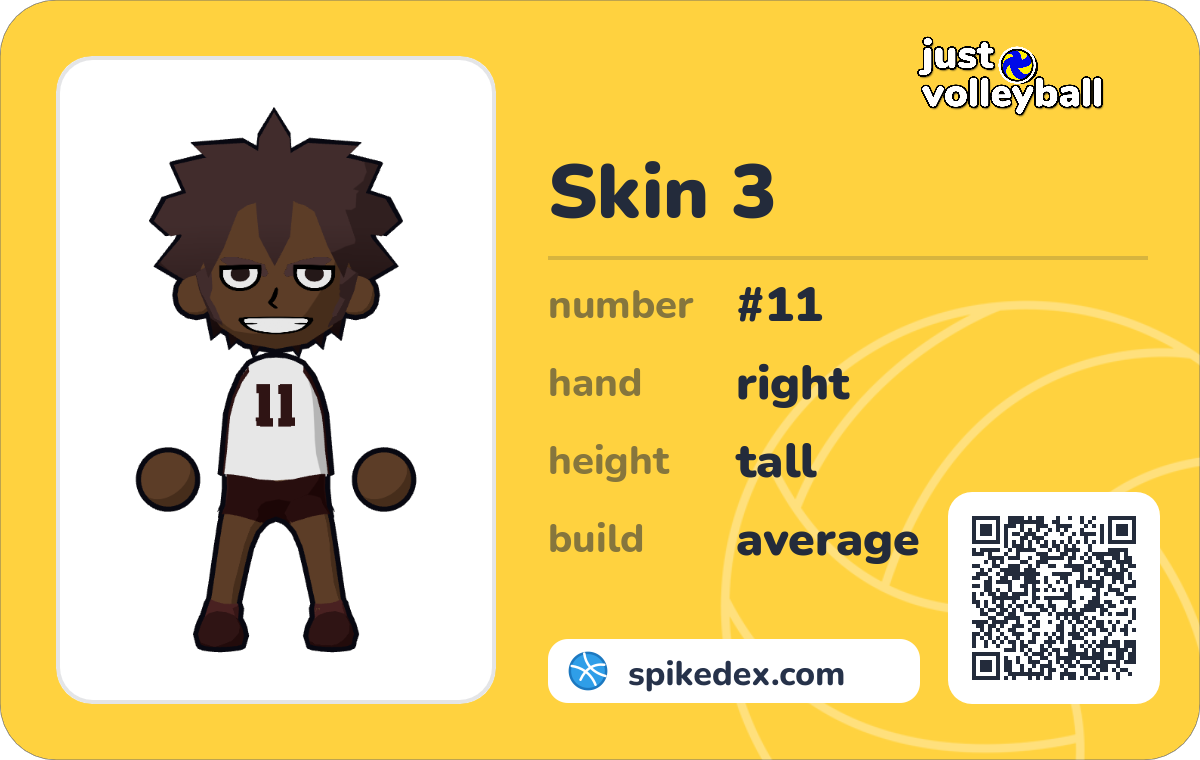 just
volleyball
Skin 3
number #11
hand right
height tall
build average
11
spikedex.com